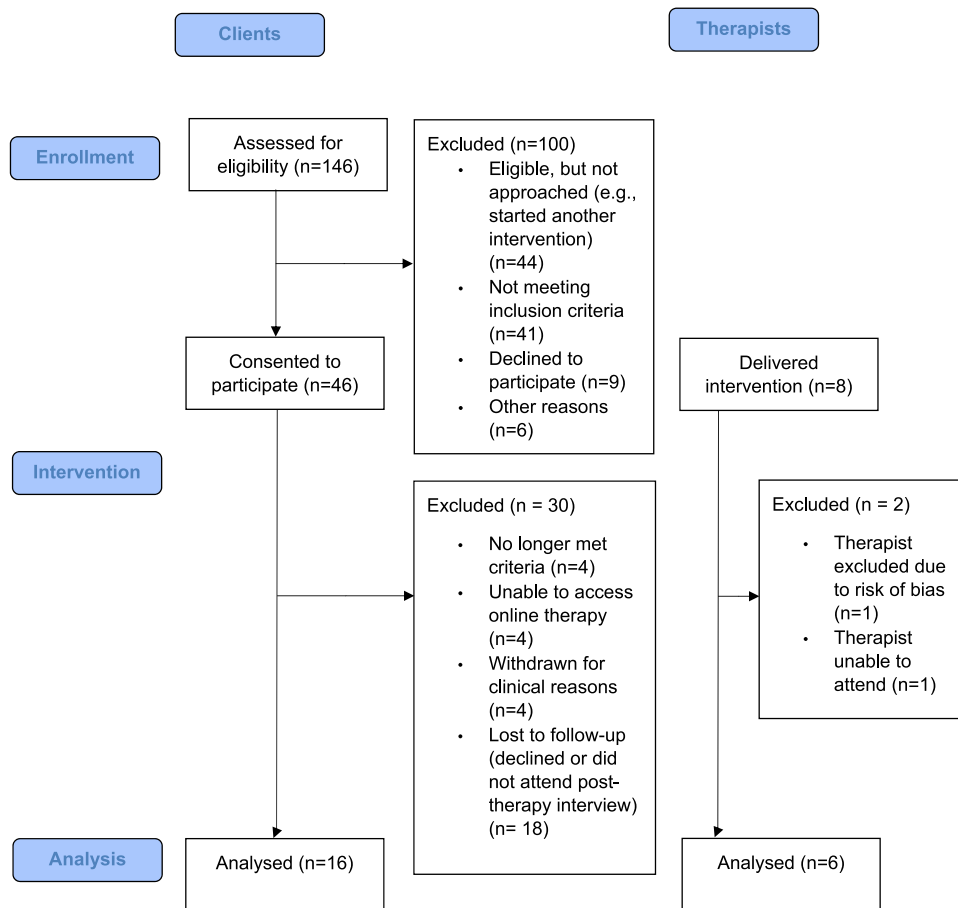 Clients
Therapists
Enrollment
Assessed for
eligibility (n=146)
Excluded (n=100)
• Eligible, but not
approached (e.g.,
started another
intervention)
(n=44)
• Not meeting
inclusion criteria
(n=41)
• Declined to
participate (n=9)
• Other reasons
(n=6)
Consented to
participate (n=46)
Delivered
intervention (n=8)
Intervention
Excluded (n = 30)
• No longer met
criteria (n=4)
• Unable to access
online therapy
(n=4)
• Withdrawn for
clinical reasons
(n=4)
• Lost to follow-up
(declined or did
not attend post-
therapy interview)
(n= 18)
Excluded (n = 2)
• Therapist
excluded due
to risk of bias
(n=1)
• Therapist
unable to
attend (n=1)
Analysis
Analysed (n=16)
Analysed (n=6)